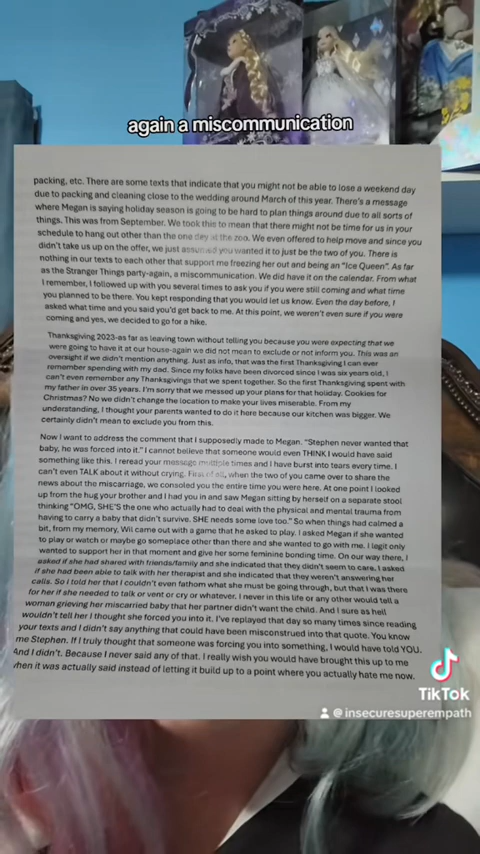 again a miscommunication
packing, etc. There are some texts that indicate that you might not be able to lose a weekend day
due to packing and cleaning close to the wedding around March of this year. There's a message
where Megan is saying holiday season is going to be hard to plan things around due to all sorts of
things. This was from September. We took this to mean that there might not be time for us in your
schedule to hang out other than the one day at the zoo. We even offered to help move and since you
didn't take us up on the offer, we just assumed you wanted it to just be the two of you. There is
nothing in our texts to each other that support me freezing her out and being an "Ice Queen". As far
as the Stranger Things party-again, a miscommunication. We did have it on the calendar. From what
I remember, I followed up with you several times to ask you if you were still coming and what time
you planned to be there. You kept responding that you would let us know. Even the day before, I
asked what time and you said you'd get back to me. At this point, we weren't even sure if you were
coming and yes, we decided to go for a hike.
Thanksgiving 2023-as far as leaving town without telling you because you were expecting that we
were going to have it at our house-again we did not mean to exclude or not inform you. This was an
oversight if we didn't mention anything. Just as info, that was the first Thanksgiving I can ever
remember spending with my dad. Since my folks have been divorced since I was six years old, I
can't even remember any Thanksgivings that we spent together. So the first Thanksgiving spent with
my father in over 35 years. I'm sorry that we messed up your plans for that holiday. Cookies for
Christmas? No we didn't change the location to make your lives miserable. From my
understanding, I thought your parents wanted to do it here because our kitchen was bigger. We
certainly didn't mean to exclude you from this.
Now I want to address the comment that I supposedly made to Megan. "Stephen never wanted that
baby, he was forced into it." I cannot believe that someone would even THINK I would have said
something like this. I reread your message multiple times and I have burst into tears every time. I
can't even TALK about it without crying. First of all, when the two of you came over to share the
news about the miscarriage, we consoled you the entire time you were here. At one point I looked
up from the hug your brother and I had you in and saw Megan sitting by herself on a separate stool
thinking "OMG, SHE'S the one who actually had to deal with the physical and mental trauma from
having to carry a baby that didn't survive. SHE needs some love too." So when things had calmed a
bit, from my memory, Wil came out with a game that he asked to play. I asked Megan if she wanted
to play or watch or maybe go someplace other than there and she wanted to go with me. I legit only
wanted to support her in that moment and give her some feminine bonding time. On our way there, I
asked if she had shared with friends/family and she indicated that they didn't seem to care. I asked
if she had been able to talk with her therapist and she indicated that they weren't answering her
calls. So I told her that I couldn't even fathom what she must be going through, but that I was there
for her if she needed to talk or vent or cry or whatever. I never in this life or any other would tell a
woman grieving her miscarried baby that her partner didn't want the child. And I sure as hell
wouldn't tell her I thought she forced you into it. I've replayed that day so many times since reading
your texts and I didn't say anything that could have been misconstrued into that quote. You know
me Stephen. If I truly thought that someone was forcing you into something, I would have told YOU.
And I didn't. Because I never said any of that. I really wish you would have brought this up to me
when it was actually said instead of letting it build up to a point where you actually hate me now.
TikTok
@insecuresuperempath